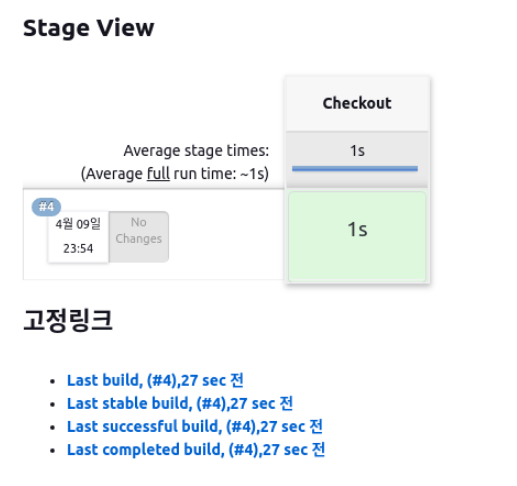 Stage View
Checkout
Average stage times:
(Average full run time: ~1s)
1s
#4
4월 09일
23:54
No
Changes
1s
고정링크
Last build, (#4),27 sec 전
Last stable build, (#4),27 sec 전
Last successful build, (#4),27 sec 전
Last completed build, (#4),27 sec 전